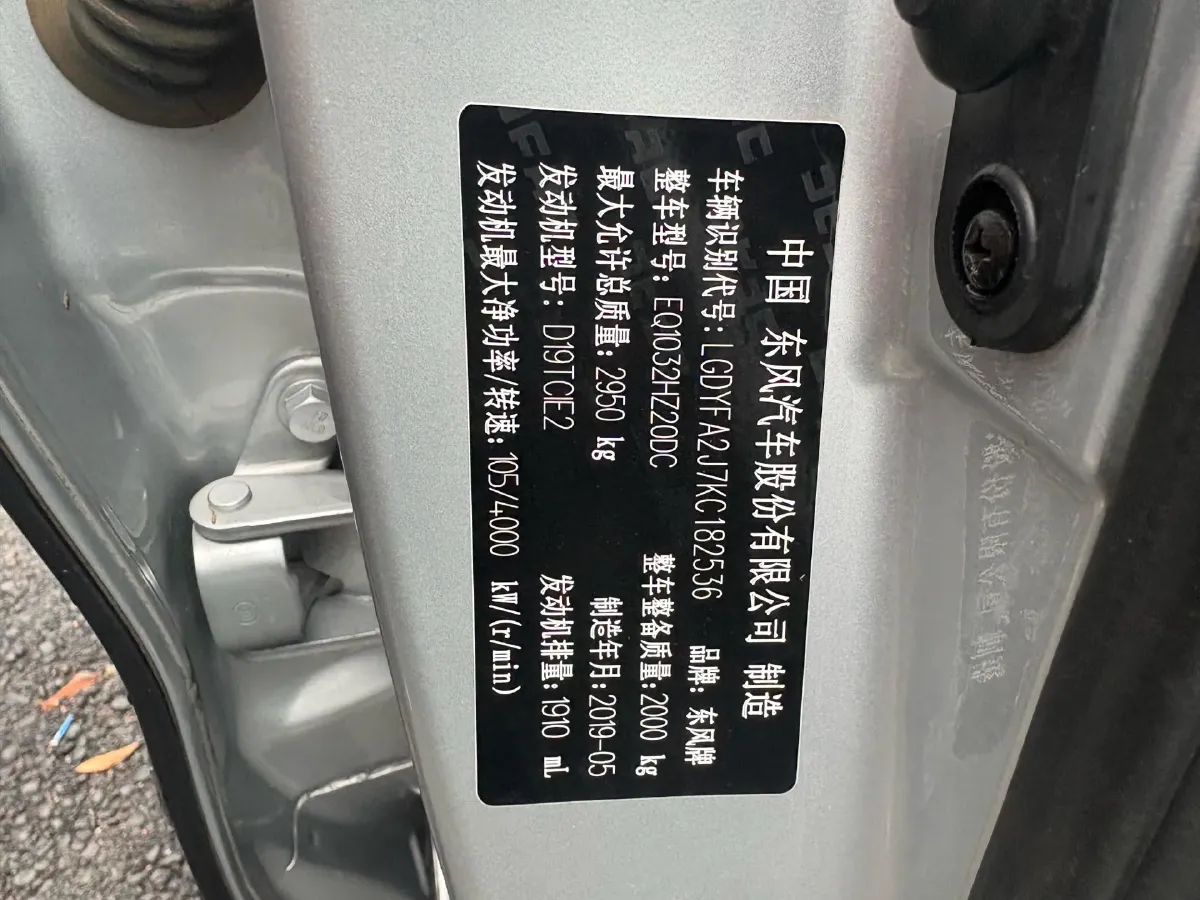 中国 东风汽车股份有限公司 制造
车辆识别代号:LGDYFA2J7KC182536 品牌: 东风牌
整车型号: EQ1032HZ20DC 整车整备质量:2000 kg
最大允许总质量: 2950 kg 制造年月:2019-05
发动机型号: D19TCIE2 发动机排量:1910 mL
发动机最大净功率/转速: 105/4000 kW/(r/min)